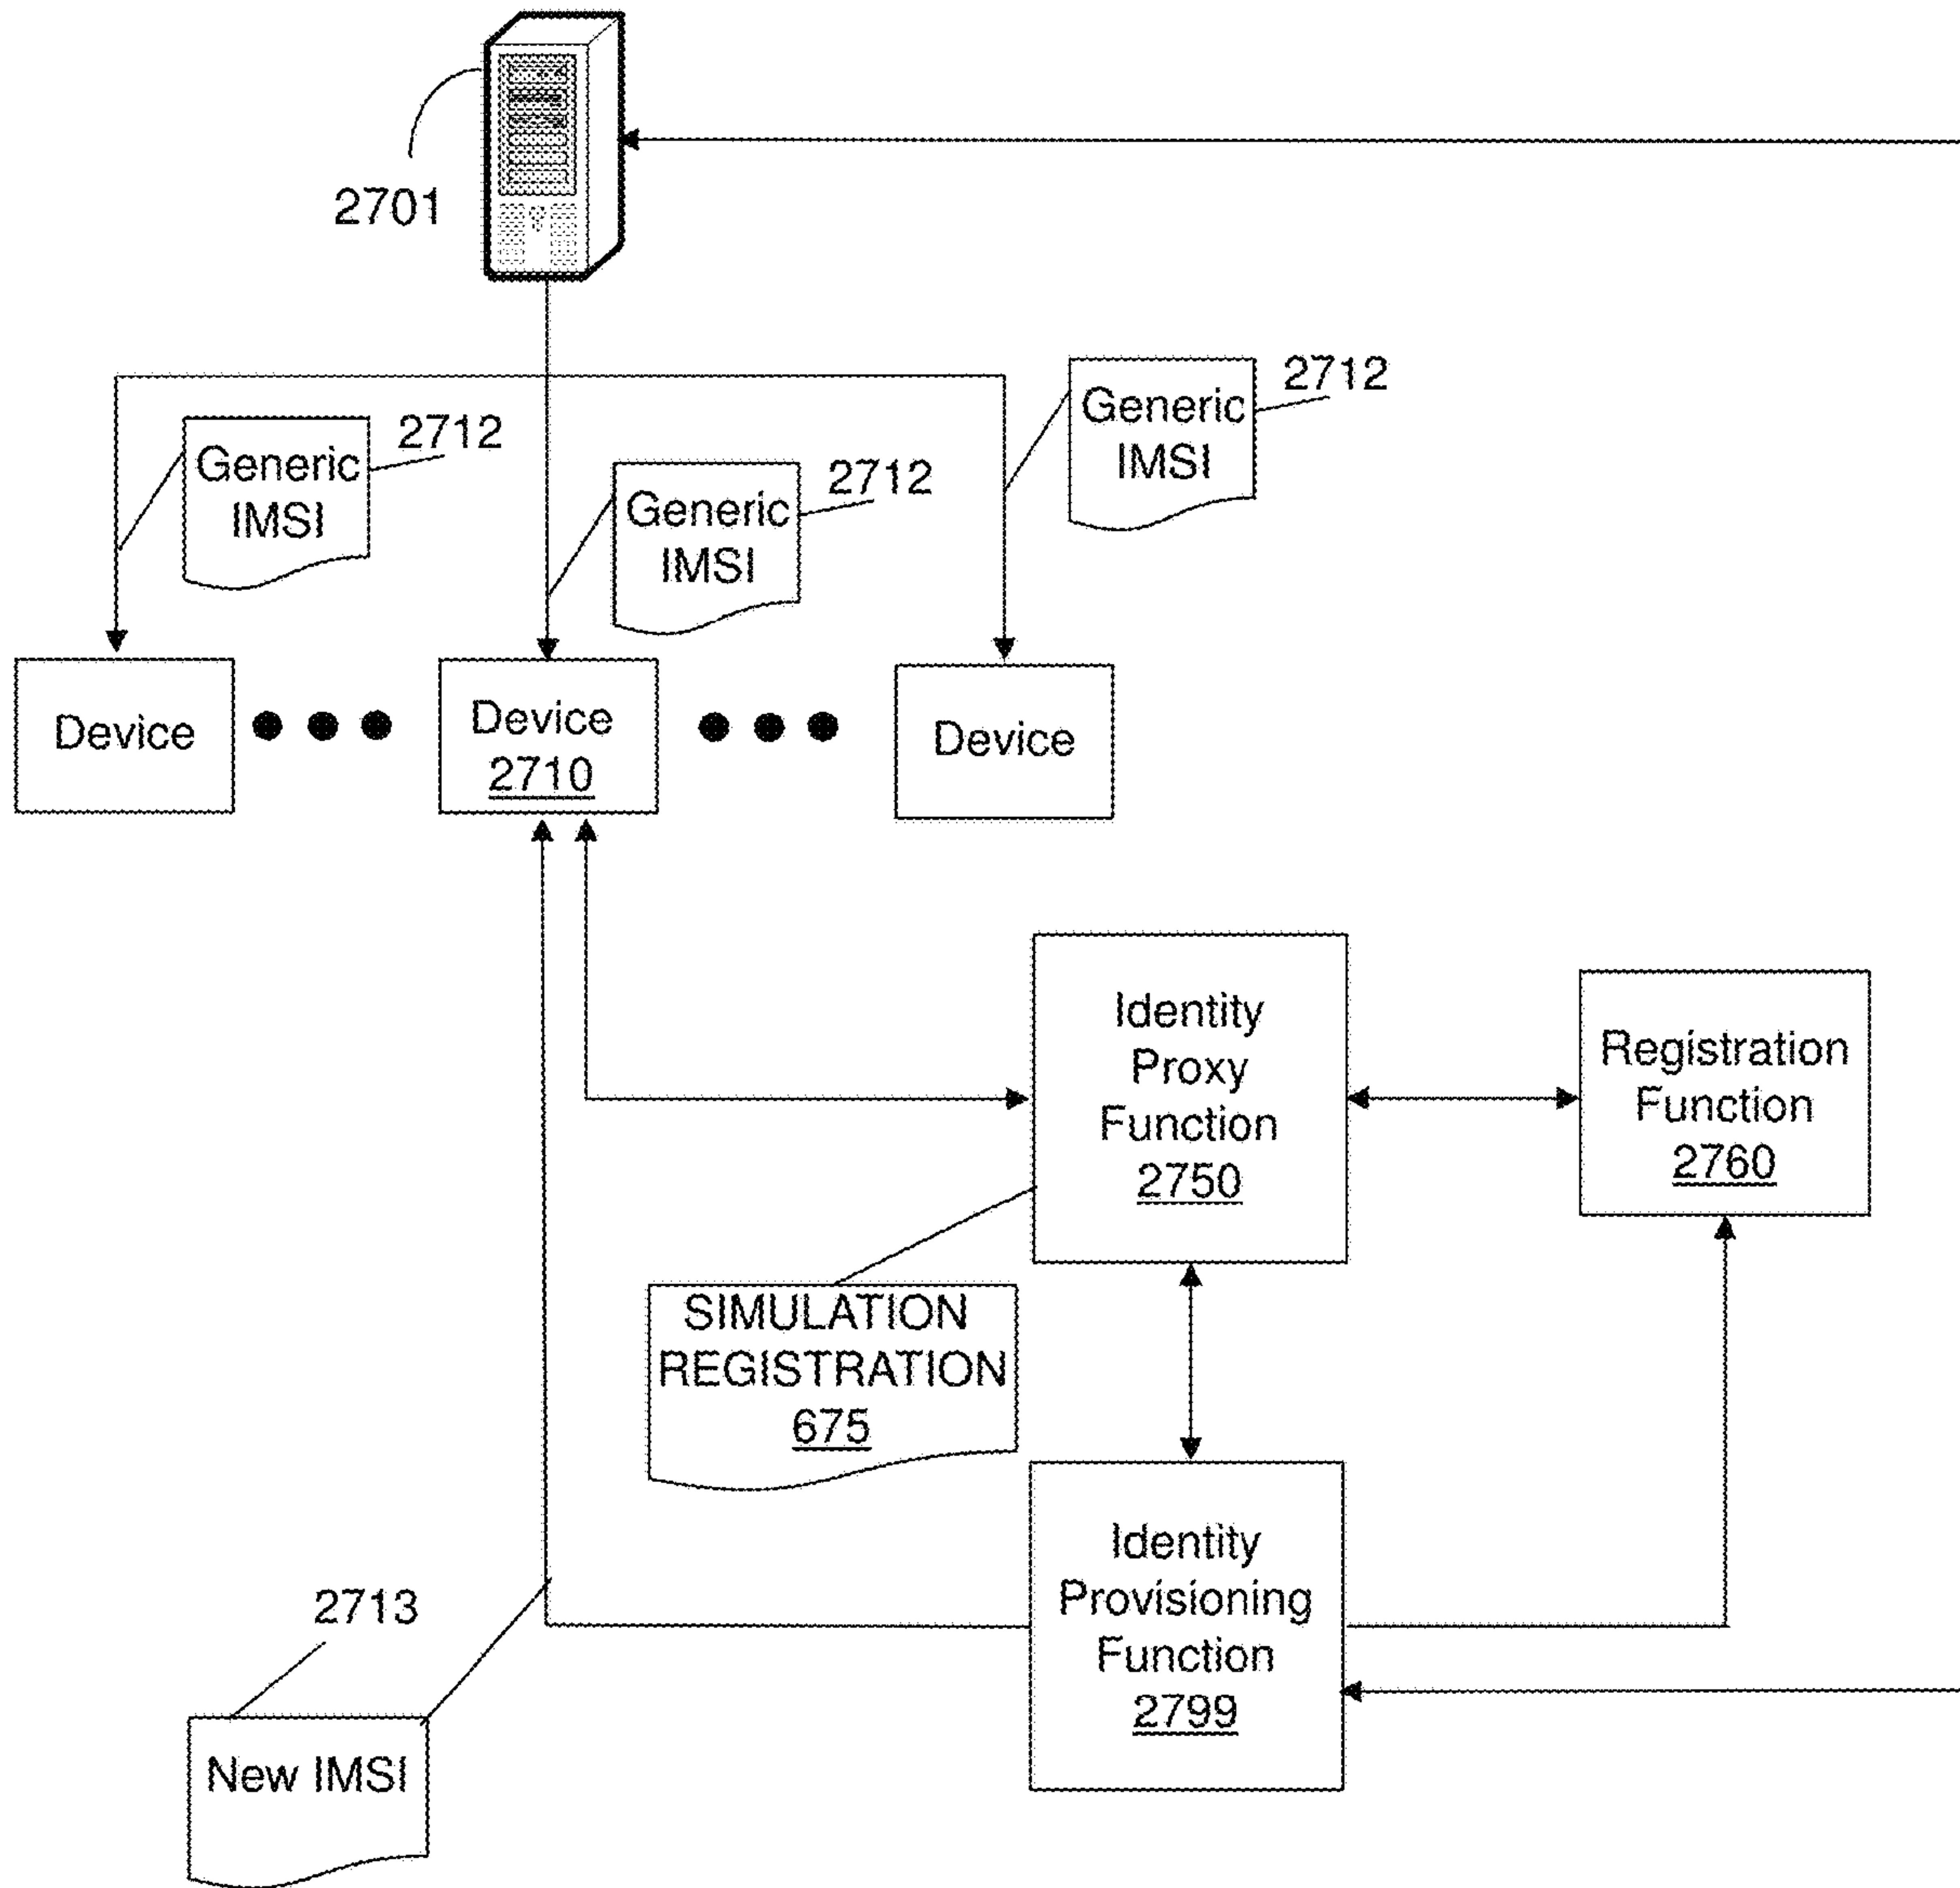 2701
2712
Generic
IMSI
2712
Generic
IMSI
2712
Generic
IMSI
Device
Device
2710
Device
Identity
Proxy
Function
2750
Registration
Function
2760
SIMULATION
REGISTRATION
675
Identity
Provisioning
Function
2799
2713
New IMSI